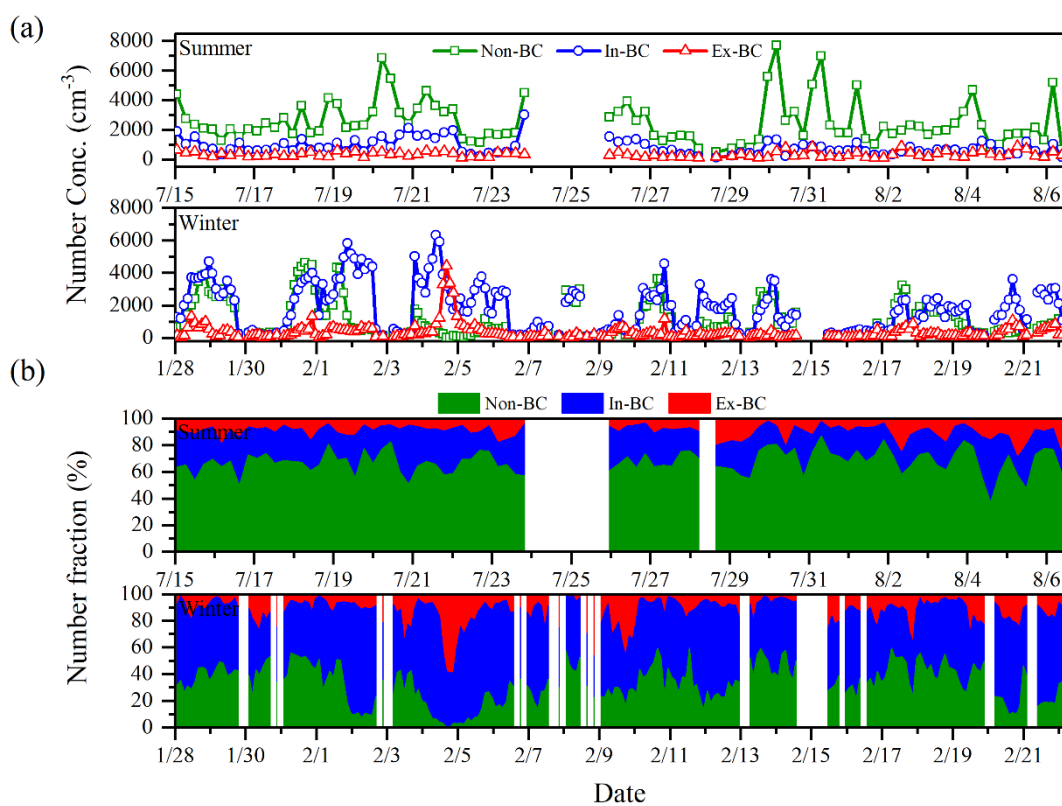 (a)
Number Conc. (cm⁻³)
Summer
Non-BC In-BC Ex-BC
8000
6000
4000
2000
0
7/15 7/17 7/19 7/21 7/23 7/25 7/27 7/29 7/31 8/2 8/4 8/6
Winter
8000
6000
4000
2000
0
1/28 1/30 2/1 2/3 2/5 2/7 2/9 2/11 2/13 2/15 2/17 2/19 2/21
(b)
Number fraction (%)
Non-BC In-BC Ex-BC
Summer
100
80
60
40
20
0
7/15 7/17 7/19 7/21 7/23 7/25 7/27 7/29 7/31 8/2 8/4 8/6
Winter
100
80
60
40
20
0
1/28 1/30 2/1 2/3 2/5 2/7 2/9 2/11 2/13 2/15 2/17 2/19 2/21
Date